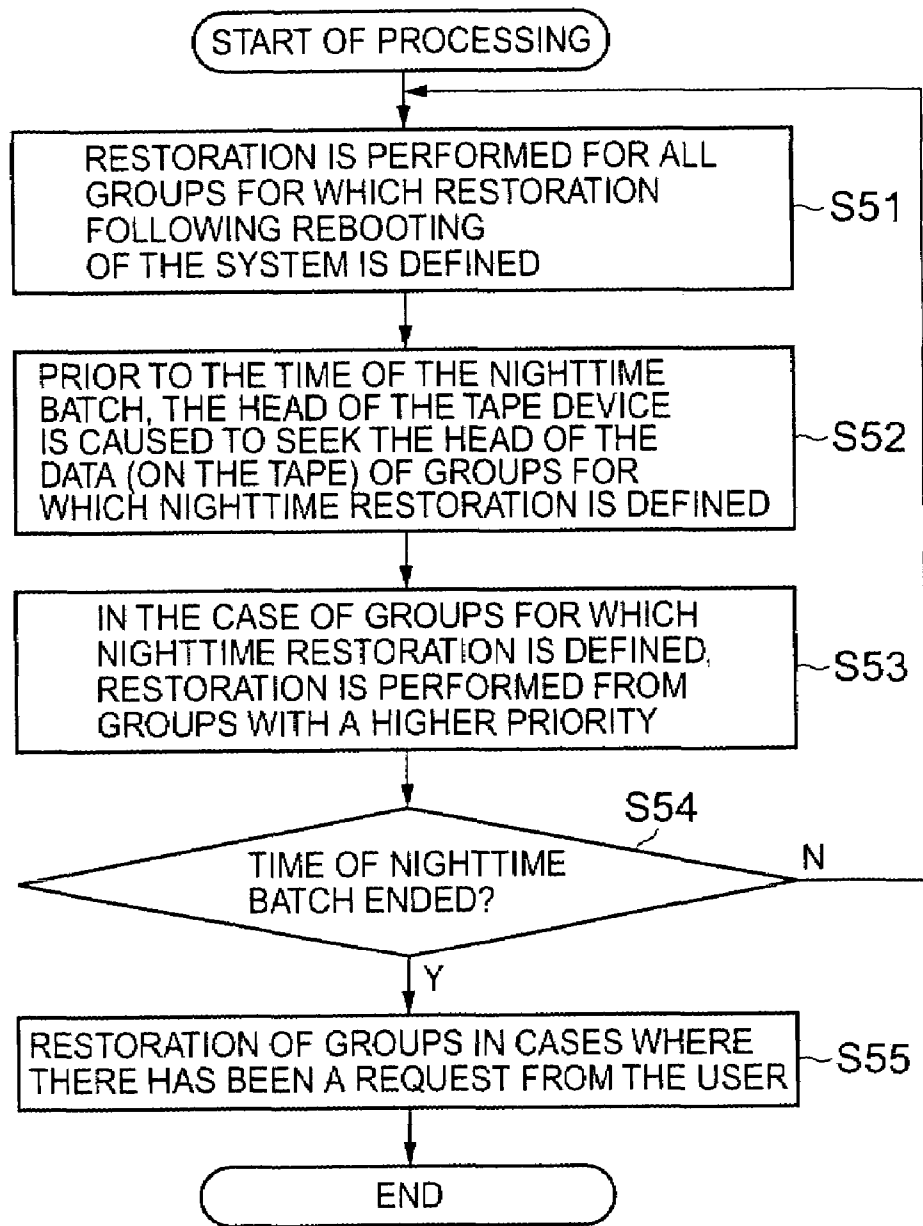 START OF PROCESSING
RESTORATION IS PERFORMED FOR ALL
GROUPS FOR WHICH RESTORATION
FOLLOWING REBOOTING
OF THE SYSTEM IS DEFINED
S51
PRIOR TO THE TIME OF THE NIGHTTIME
BATCH, THE HEAD OF THE TAPE DEVICE
IS CAUSED TO SEEK THE HEAD OF THE
DATA (ON THE TAPE) OF GROUPS FOR
WHICH NIGHTTIME RESTORATION IS DEFINED
S52
IN THE CASE OF GROUPS FOR WHICH
NIGHTTIME RESTORATION IS DEFINED,
RESTORATION IS PERFORMED FROM
GROUPS WITH A HIGHER PRIORITY
S53
S54
TIME OF NIGHTTIME
BATCH ENDED?
N
Y
RESTORATION OF GROUPS IN CASES WHERE
THERE HAS BEEN A REQUEST FROM THE USER
S55
END